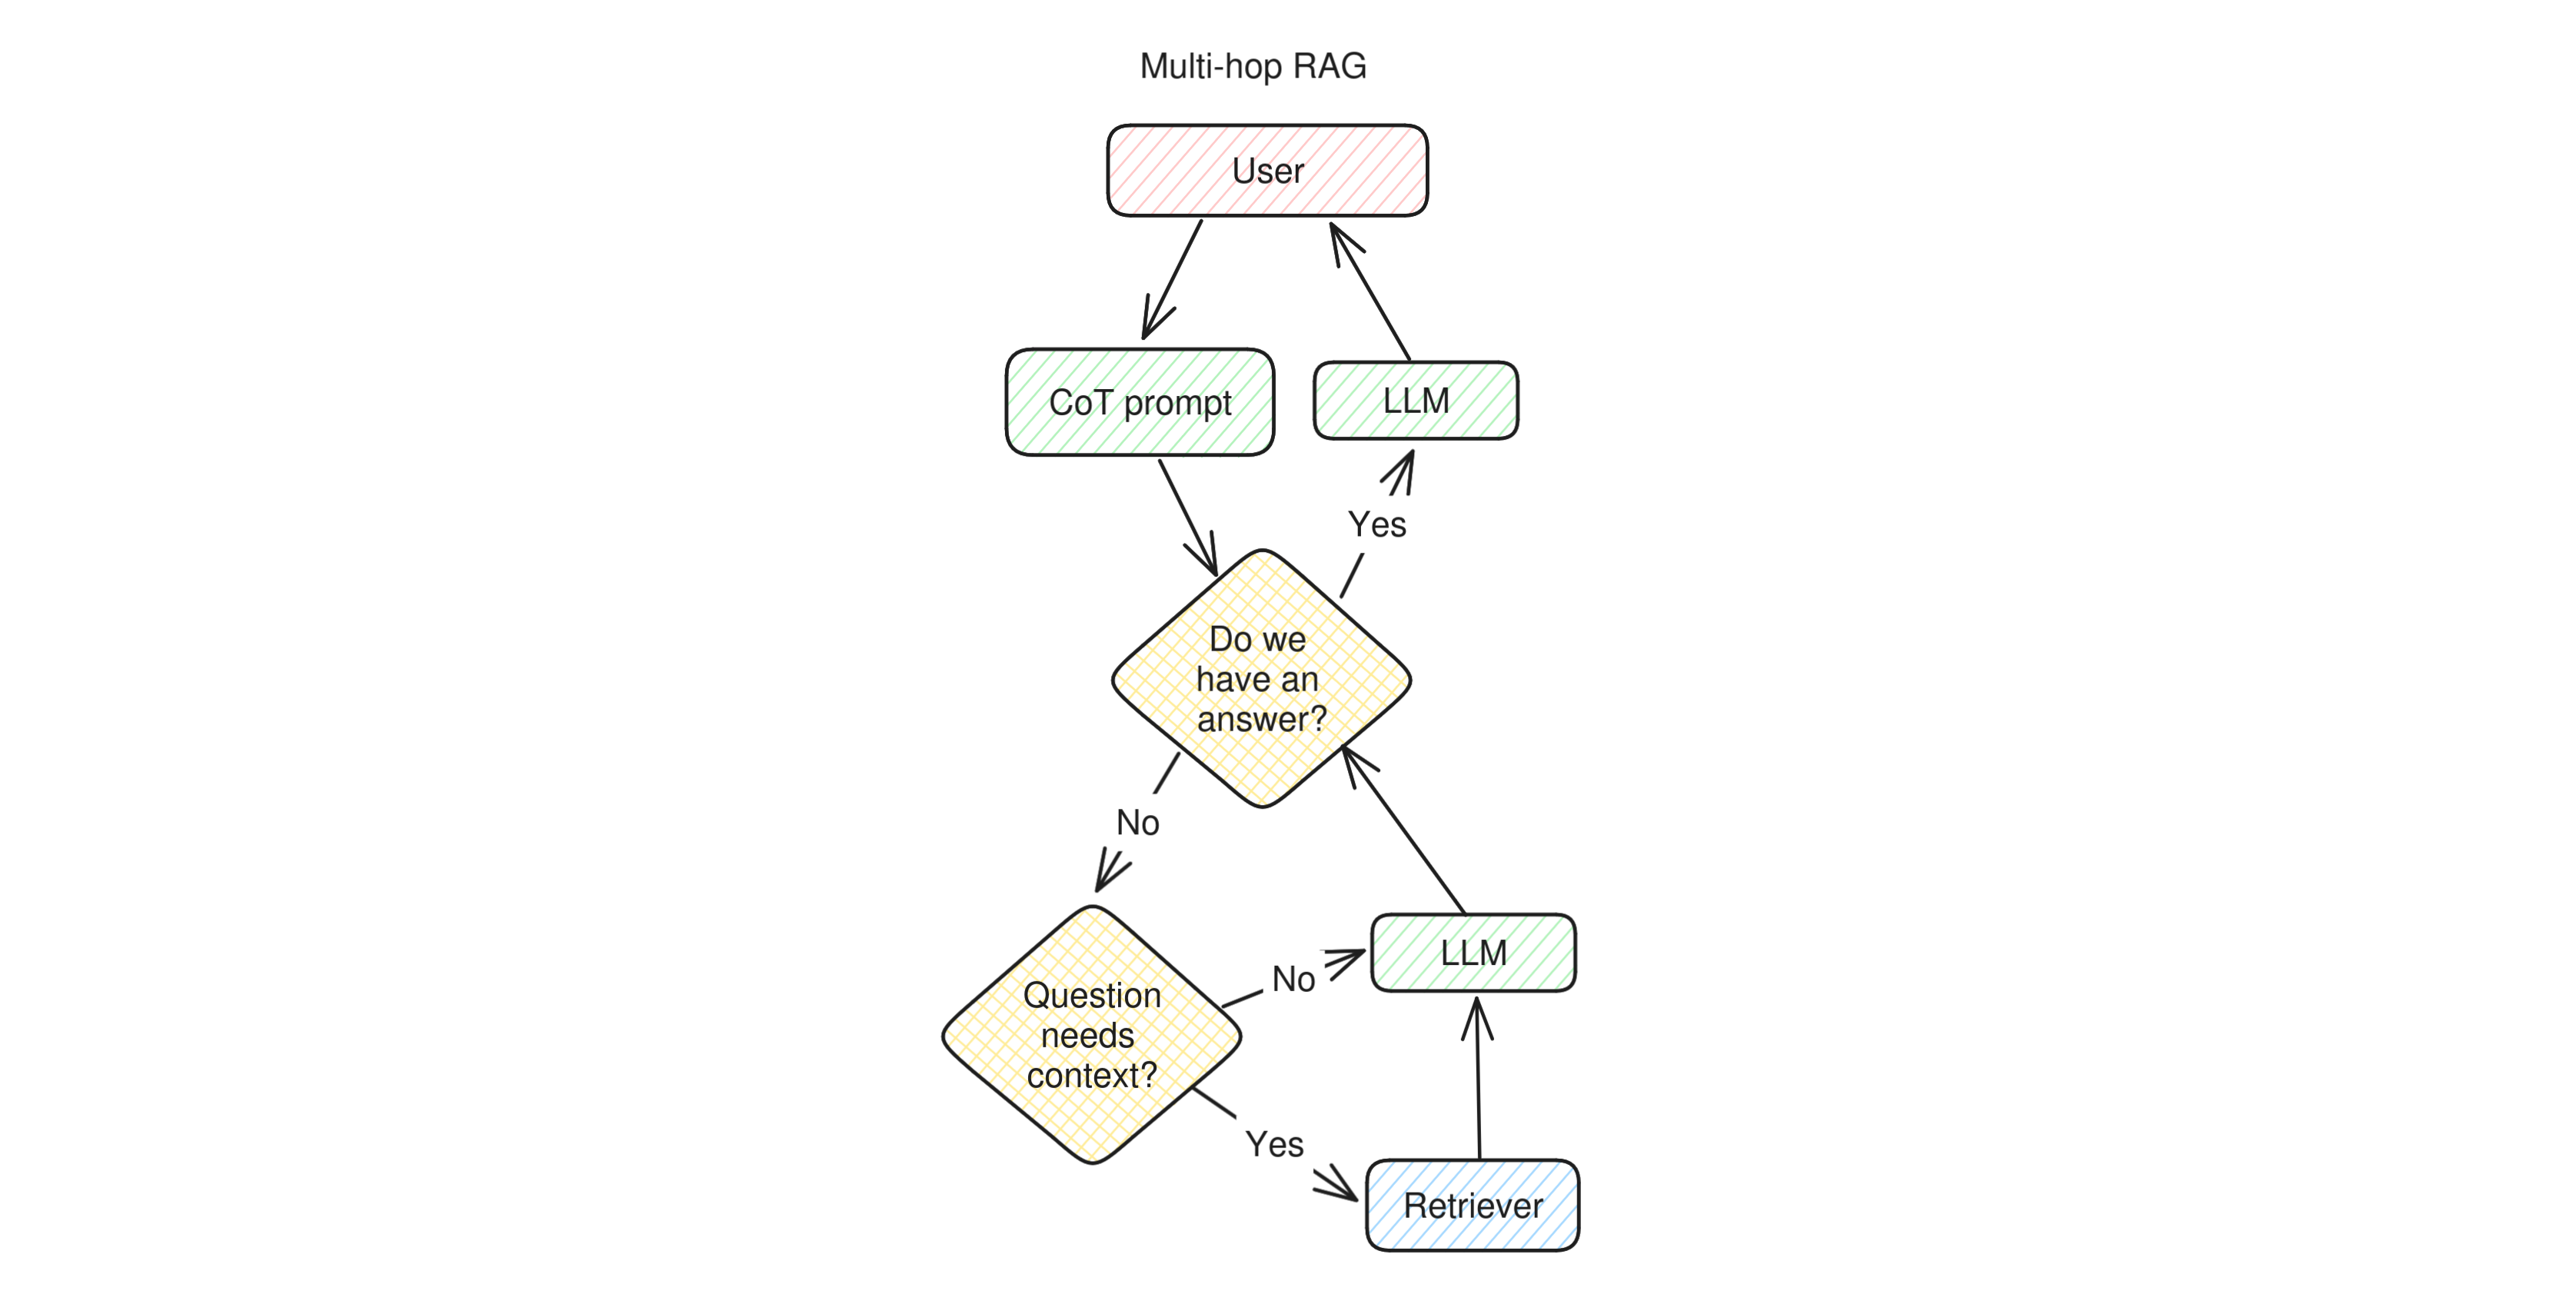 Multi-hop RAG
User
CoT prompt
LLM
Yes
Do we
have an
answer?
No
Question
needs
context?
No
LLM
Yes
Retriever